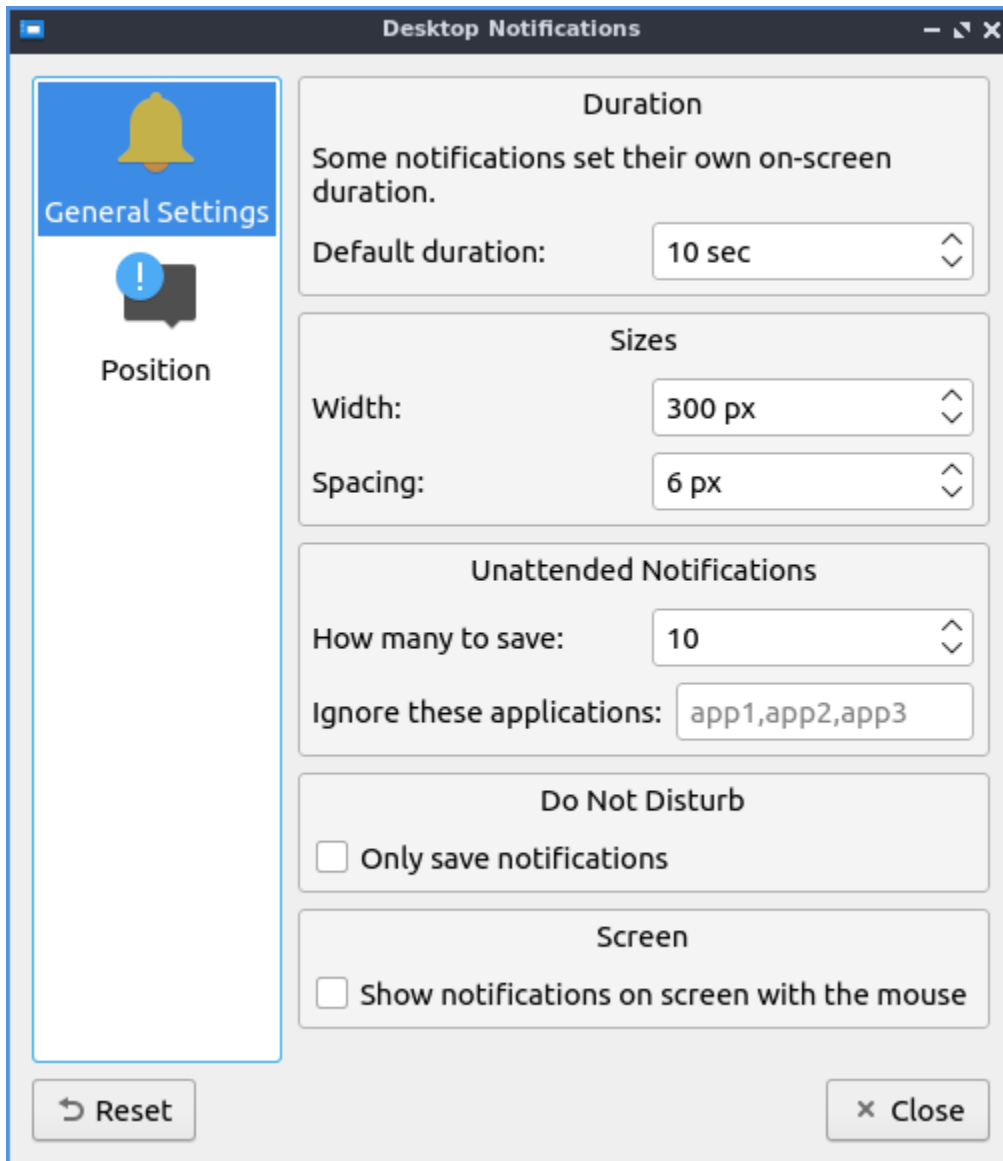 Desktop Notifications
General Settings
Position
Duration
Some notifications set their own on-screen
duration.
Default duration: 10 sec
Sizes
Width: 300 px
Spacing: 6 px
Unattended Notifications
How many to save: 10
Ignore these applications: app1,app2,app3
Do Not Disturb
Only save notifications
Screen
Show notifications on screen with the mouse
Reset
Close